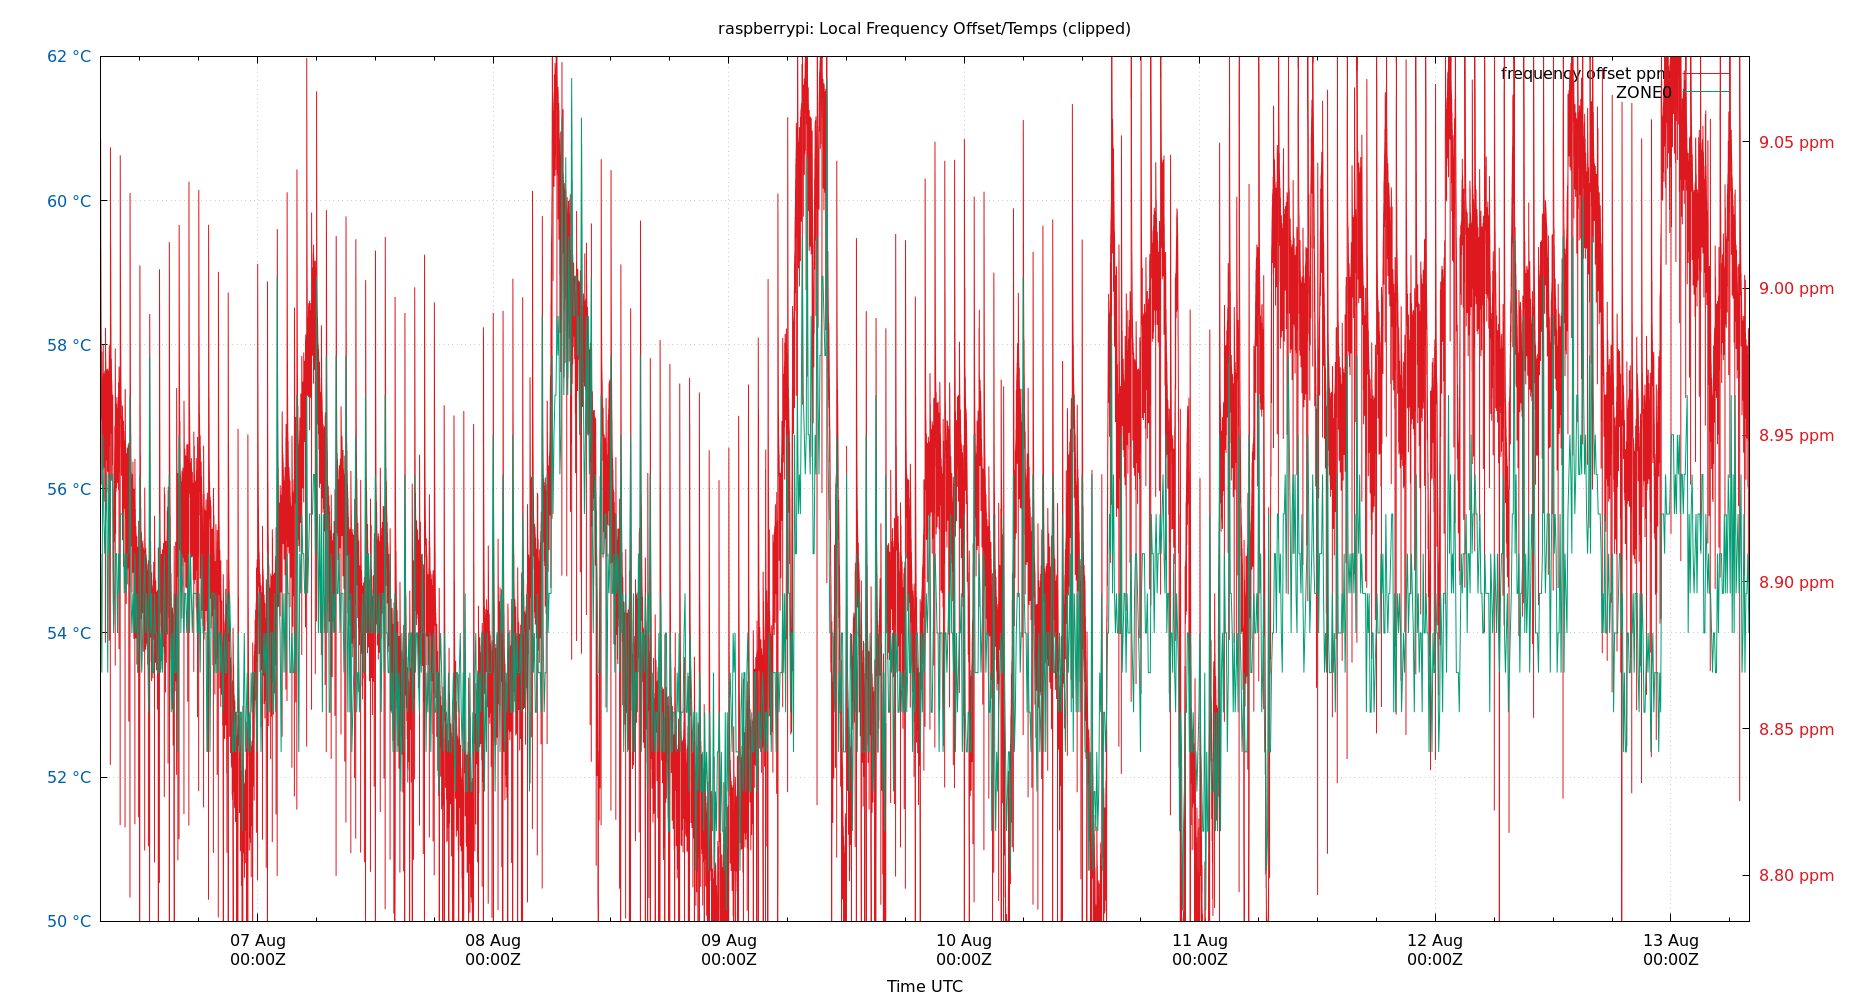 raspberrypi: Local Frequency Offset/Temps (clipped)
62 °C
60 °C
58 °C
56 °C
54 °C
52 °C
50 °C
frequency offset ppm
ZONE0
9.05 ppm
9.00 ppm
8.95 ppm
8.90 ppm
8.85 ppm
8.80 ppm
07 Aug 08 Aug 09 Aug 10 Aug 11 Aug 12 Aug 13 Aug
00:00Z 00:00Z 00:00Z 00:00Z 00:00Z 00:00Z 00:00Z
Time UTC